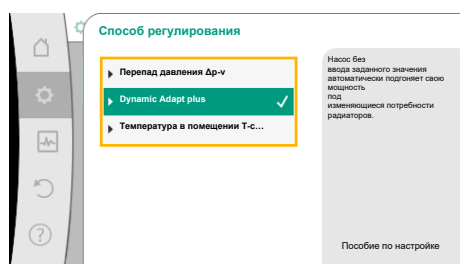 Способ регулирования
Перепад давления Δp-v
Dynamic Adapt plus
Температура в помещении T-c...
Насос без
ввода заданного значения
автоматически подгоняет свою
мощность
под
изменяющиеся потребности
радиаторов.
Пособие по настройке